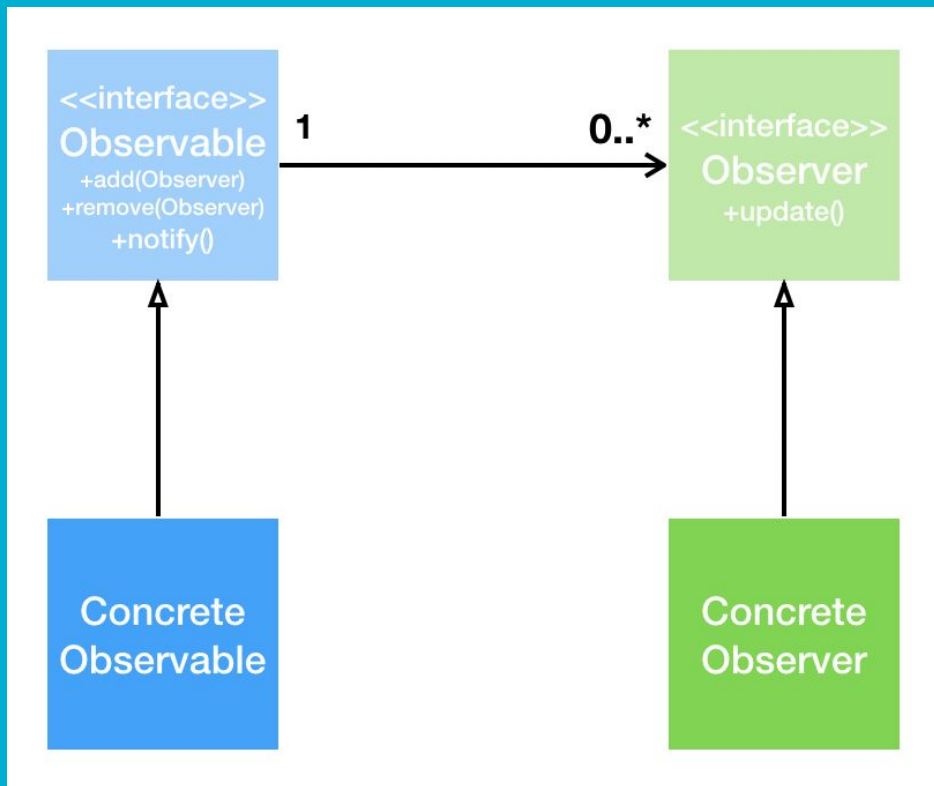 <<interface>>
Observable
+add(Observer)
+remove(Observer)
+notify()
1
0..*
<<interface>>
Observer
+update()
Concrete
Observable
Concrete
Observer